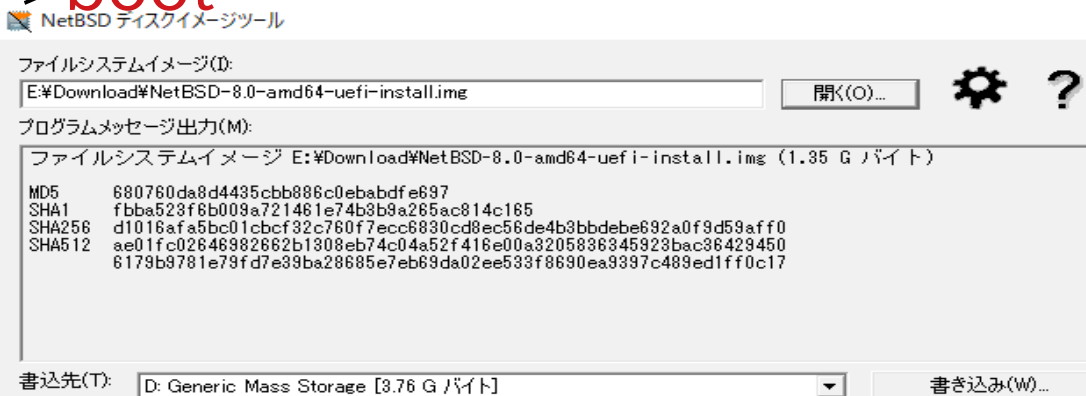 >boot
NetBSD ディスクイメージツール
ファイルシステムイメージ(I):
E:¥Download¥NetBSD-8.0-amd64-uefi-install.img 開く(O)...
プログラムメッセージ出力(M):
ファイルシステムイメージ E:¥Download¥NetBSD-8.0-amd64-uefi-install.img (1.35 G バイト)
MD5 680760da8d4435cbb886c0ebabdfe697
SHA1 fbba523f6b009a721461e74b3b9a265ac814c165
SHA256 d1016afa5bc01cbcf32c760f7ecc6830cd8ec56de4b3bbdebe692a0f9d59aff0
SHA512 ae01fc02646982662b1308eb74c04a52f416e00a3205836345923bac36429450
6179b9781e79fd7e39ba28685e7eb69da02ee533f8690ea9397c489ed1ff0c17
書込先(T): D: Generic Mass Storage [3.76 G バイト] 書き込み(W)...